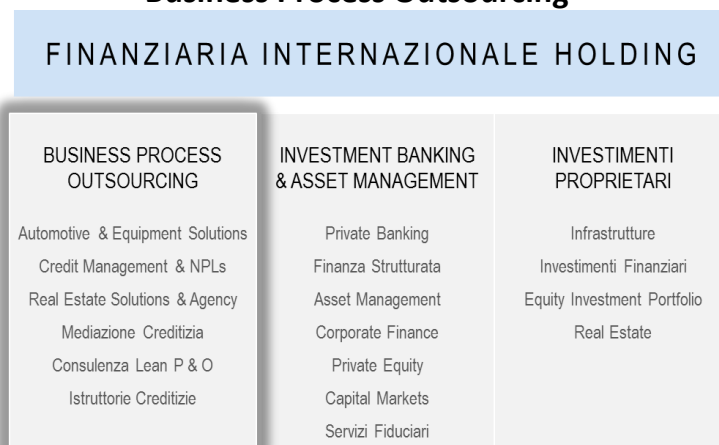 Business Process Outsourcing
FINANZIARIA INTERNAZIONALE HOLDING
BUSINESS PROCESS
OUTSOURCING
Automotive & Equipment Solutions
Credit Management & NPLs
Real Estate Solutions & Agency
Mediazione Creditizia
Consulenza Lean P & O
Istruttorie Creditizie
INVESTMENT BANKING
& ASSET MANAGEMENT
Private Banking
Finanza Strutturata
Asset Management
Corporate Finance
Private Equity
Capital Markets
Servizi Fiduciari
INVESTIMENTI
PROPRIETARI
Infrastrutture
Investimenti Finanziari
Equity Investment Portfolio
Real Estate